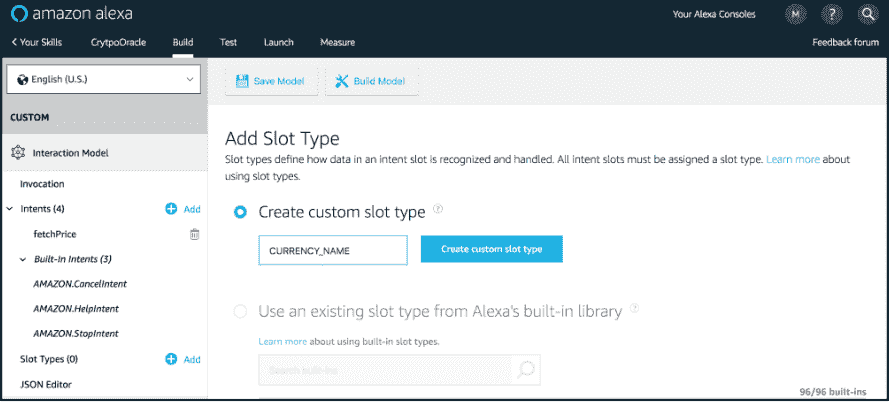 amazon alexa
Your Alexa Consoles
M
?
< Your Skills
CrytpoOracle
Build
Test
Launch
Measure
Feedback forum
English (U.S.)
CUSTOM
Interaction Model
Invocation
Intents (4)
Add
fetchPrice
Built-In Intents (3)
AMAZON.CancelIntent
AMAZON.HelpIntent
AMAZON.StopIntent
Slot Types (0)
Add
JSON Editor
Save Model
Build Model
Add Slot Type
Slot types define how data in an intent slot is recognized and handled. All intent slots must be assigned a slot type. Learn more about
using slot types.
Create custom slot type ?
CURRENCY_NAME
Create custom slot type
Use an existing slot type from Alexa's built-in library ?
Learn more about using built-in slot types.
Search built-ins
96/96 built-ins